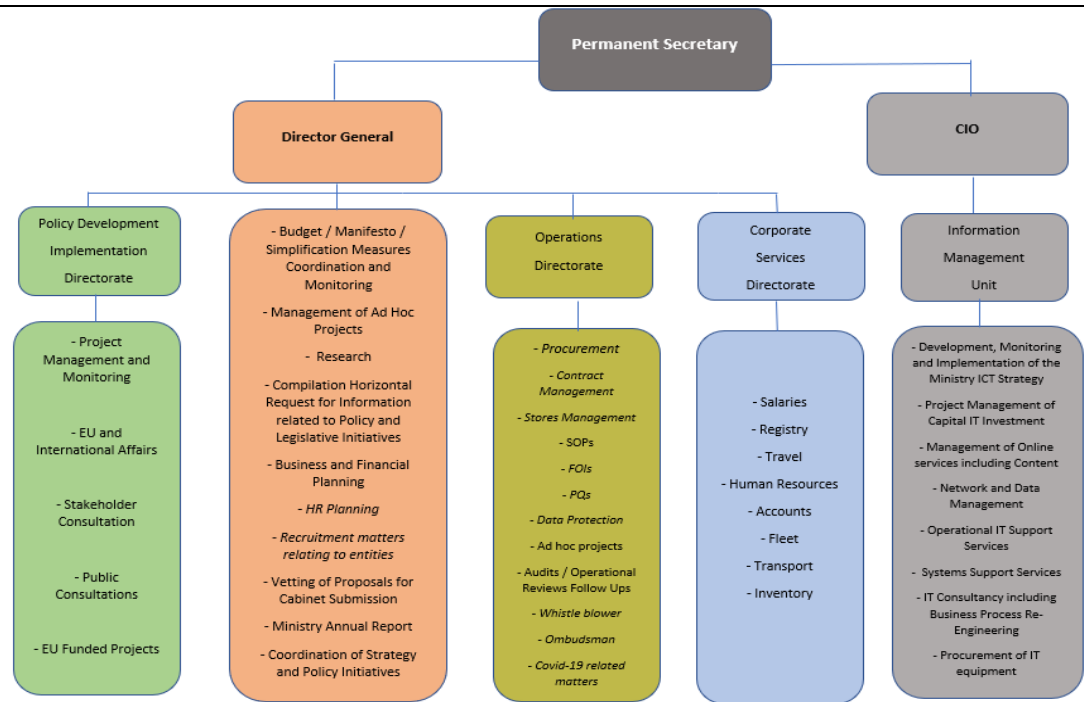 Permanent Secretary
Director General
CIO
Policy Development
Implementation
Directorate
- Budget / Manifesto /
Simplification Measures
Coordination and
Monitoring
- Management of Ad Hoc
Projects
- Research
- Compilation Horizontal
Request for Information
related to Policy and
Legislative Initiatives
- Business and Financial
Planning
- HR Planning
- Recruitment matters
relating to entities
- Vetting of Proposals for
Cabinet Submission
- Ministry Annual Report
- Coordination of Strategy
and Policy Initiatives
Operations
Directorate
Corporate
Services
Directorate
Information
Management
Unit
- Project
Management and
Monitoring
- EU and
International Affairs
- Stakeholder
Consultation
- Public
Consultations
- EU Funded Projects
- Procurement
- Contract
Management
- Stores Management
- SOPs
- FOIs
- PQs
- Data Protection
- Ad hoc projects
- Audits / Operational
Reviews Follow Ups
- Whistle blower
- Ombudsman
- Covid-19 related
matters
- Salaries
- Registry
- Travel
- Human Resources
- Accounts
- Fleet
- Transport
- Inventory
- Development, Monitoring
and Implementation of the
Ministry ICT Strategy
- Project Management of
Capital IT Investment
- Management of Online
services including Content
- Network and Data
Management
- Operational IT Support
Services
- Systems Support Services
- IT Consultancy including
Business Process Re-
Engineering
- Procurement of IT
equipment